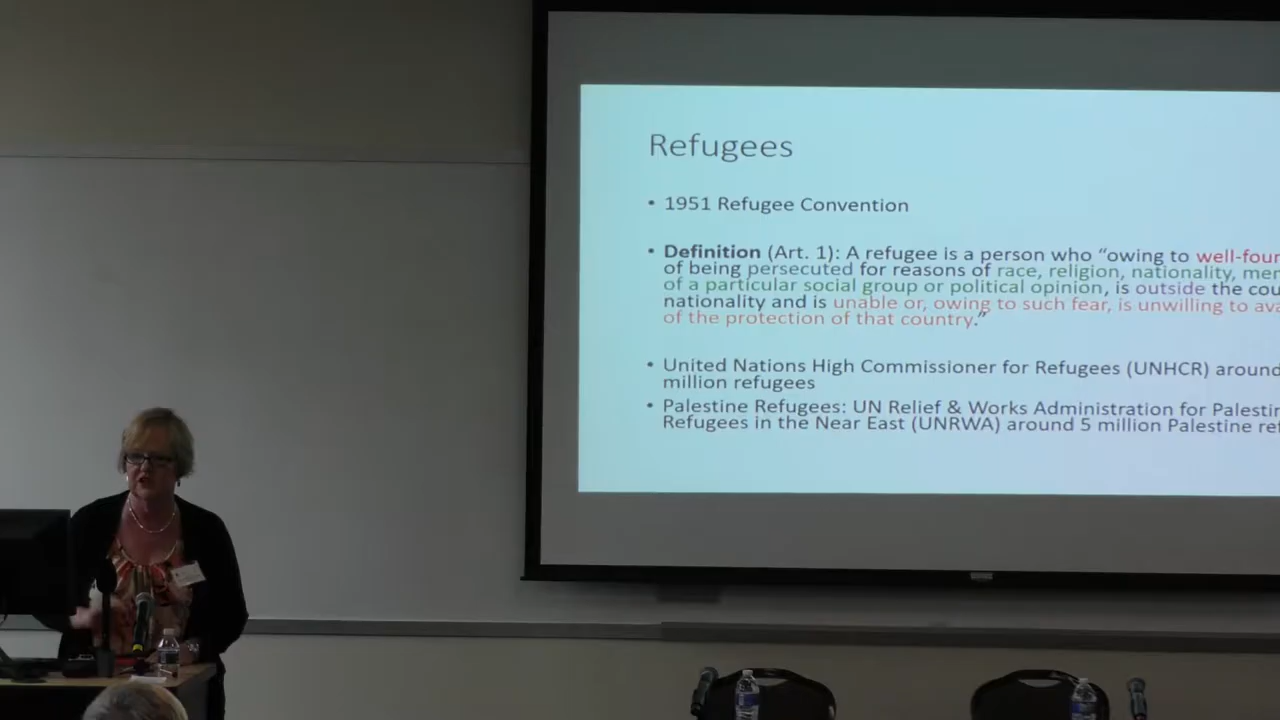 Refugees
• 1951 Refugee Convention
• Definition (Art. 1): A refugee is a person who “owing to well-four
of being persecuted for reasons of race, religion, nationality, mer
of a particular social group or political opinion, is outside the cou
nationality and is unable or, owing to such fear, is unwilling to ava
of the protection of that country.”
• United Nations High Commissioner for Refugees (UNHCR) around
million refugees
• Palestine Refugees: UN Relief & Works Administration for Palestin
Refugees in the Near East (UNRWA) around 5 million Palestine ref